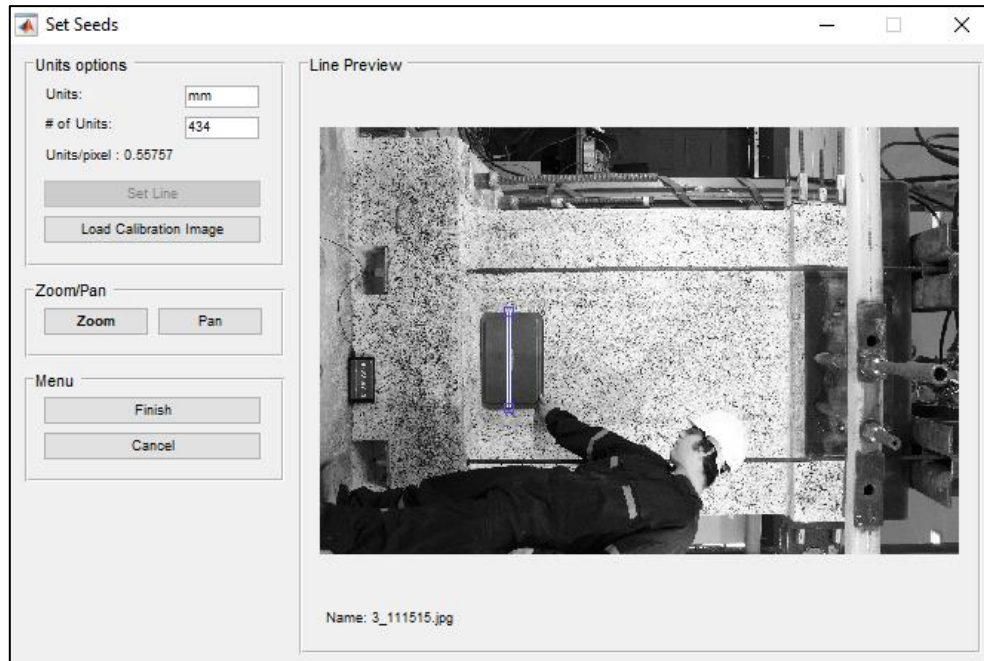 Set Seeds
Units options
Units:
mm
# of Units:
434
Units/pixel : 0.55757
Set Line
Load Calibration Image
Zoom/Pan
Zoom
Pan
Menu
Finish
Cancel
Line Preview
Name: 3_111515.jpg